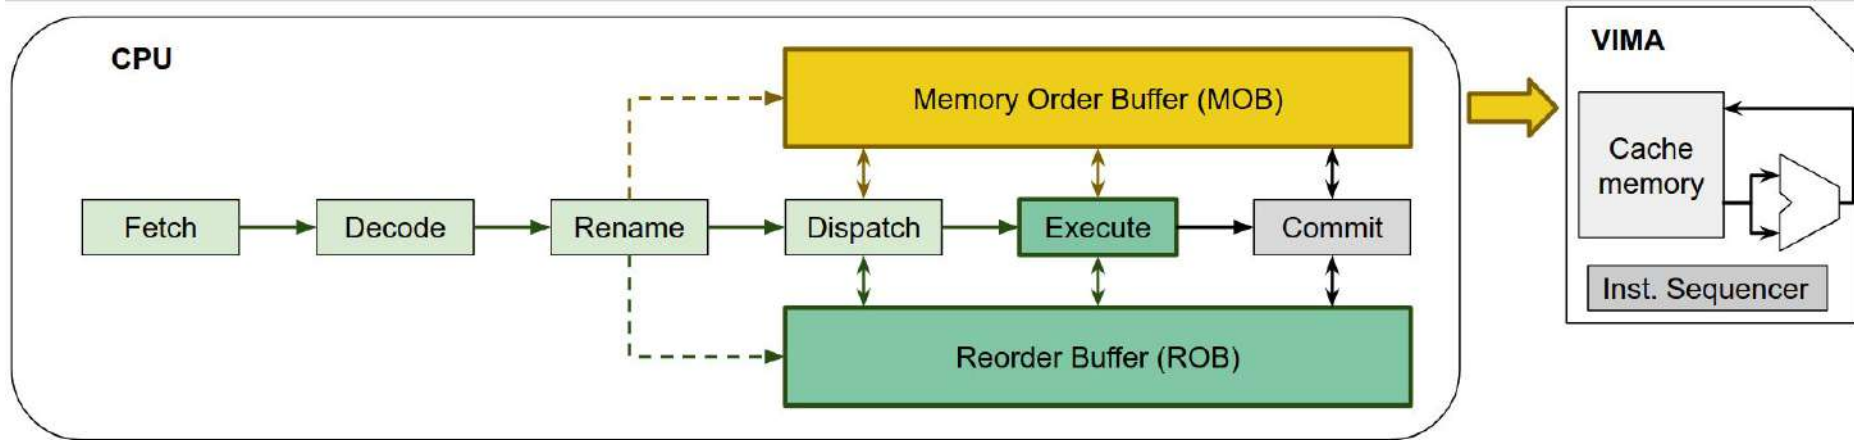 CPU
Memory Order Buffer (MOB)
Fetch
Decode
Rename
Dispatch
Execute
Commit
Reorder Buffer (ROB)
VIMA
Cache
memory
Inst. Sequencer